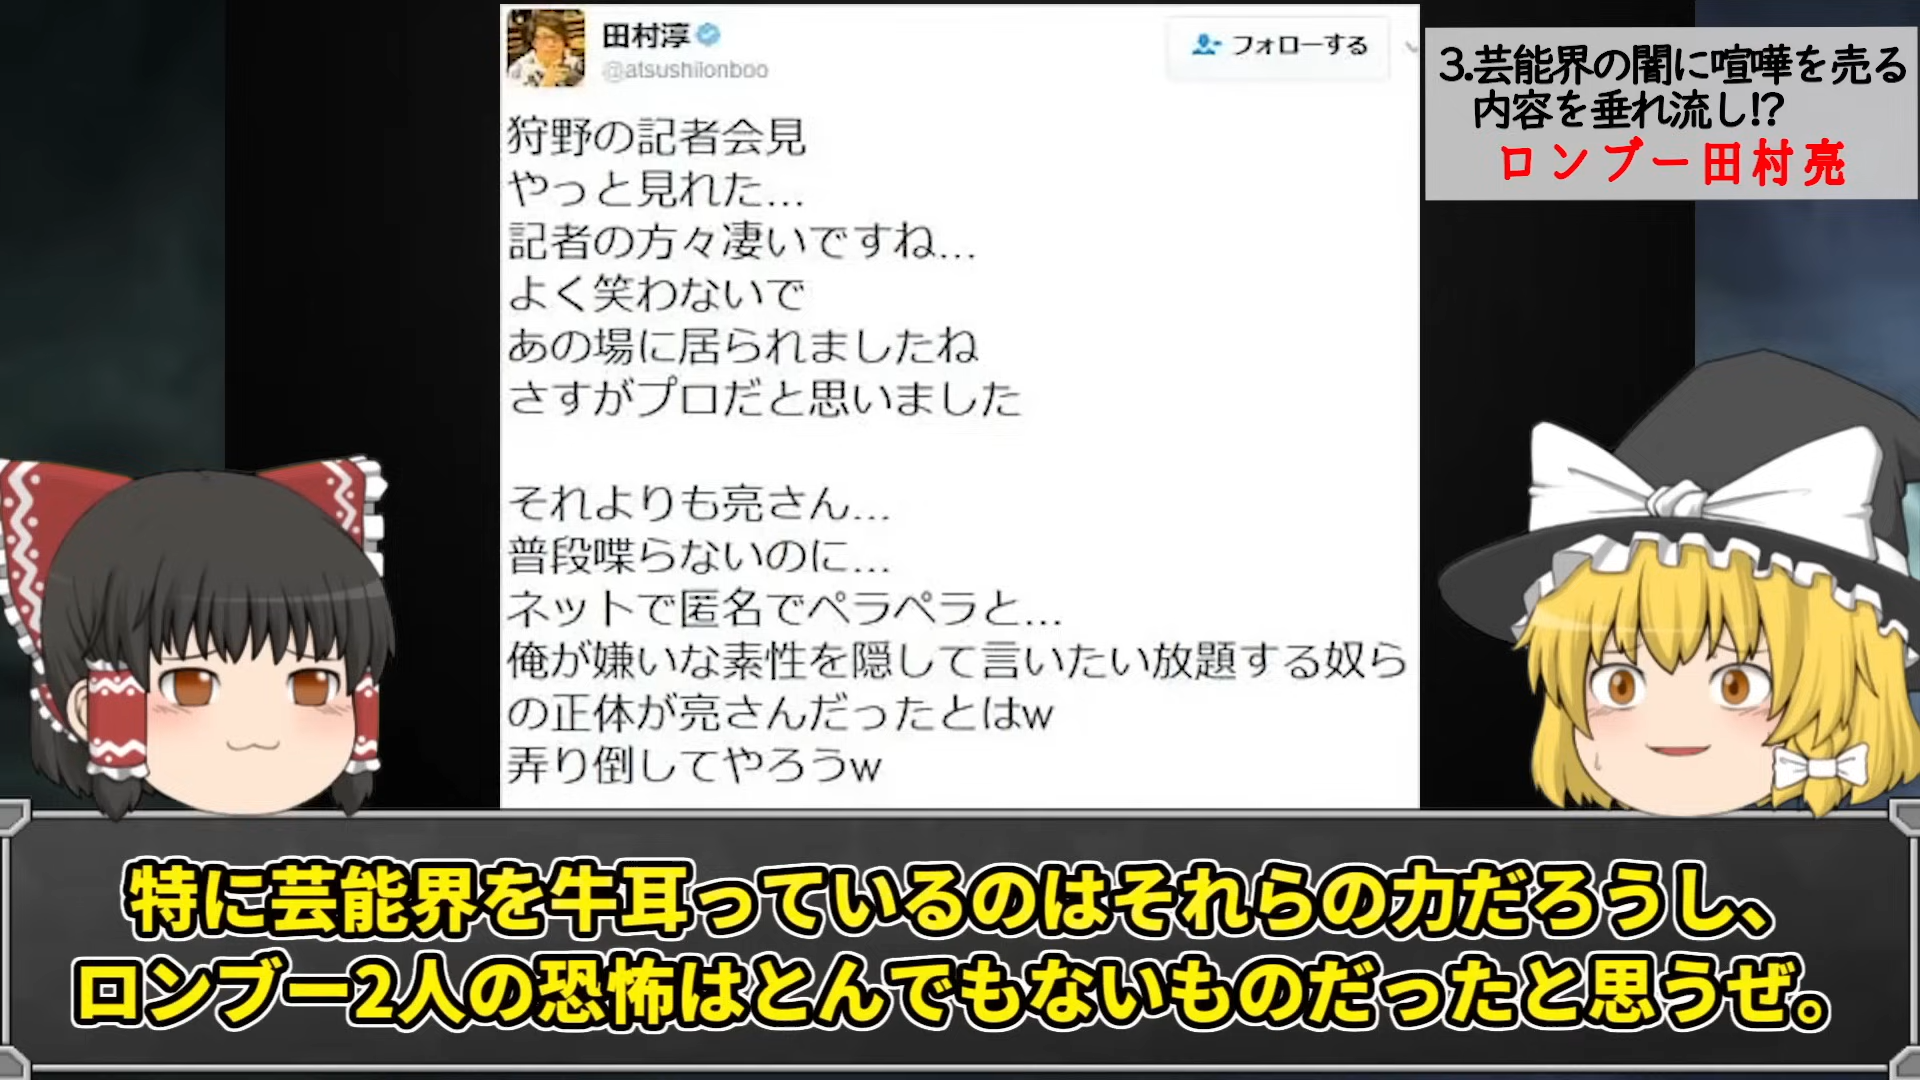 田村淳
@atsushilonboo
フォローする
狩野の記者会見
やっと見れた...
記者の方々凄いですね...
よく笑わないで
あの場に居られましたね
さすがプロだと思いました
それよりも亮さん...
普段喋らないのに...
ネットで匿名でペラペラと...
俺が嫌いな素性を隠して言いたい放題する奴ら
の正体が亮さんだったとはw
弄り倒してやろうw
3.芸能界の闇に喧嘩を売る
内容を垂れ流し!?
ロンブー田村亮
特に芸能界を牛耳っているのはそれらの力だろうし、
ロンブー2人の恐怖はとんでもないものだったと思うぜ。